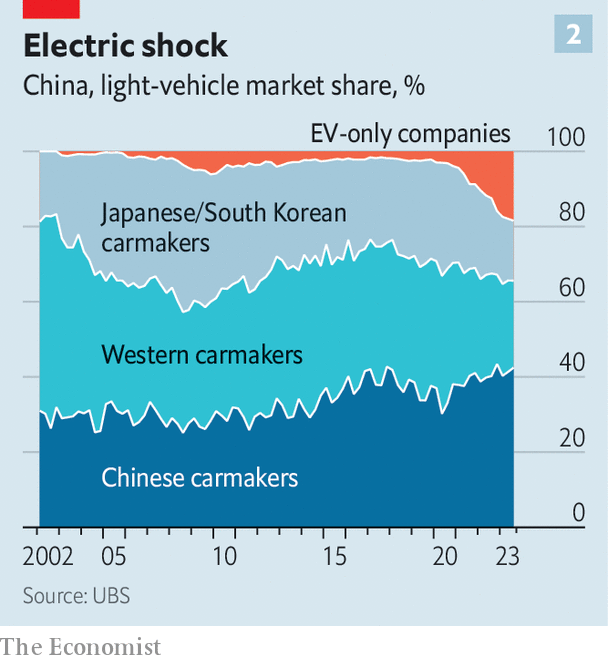 2
Electric shock
China, light-vehicle market share, %
EV-only companies
100
Japanese/South Korean
carmakers
80
60
Western carmakers
40
20
Chinese carmakers
0
2002 05 10 15 20 23
Source: UBS
The Economist